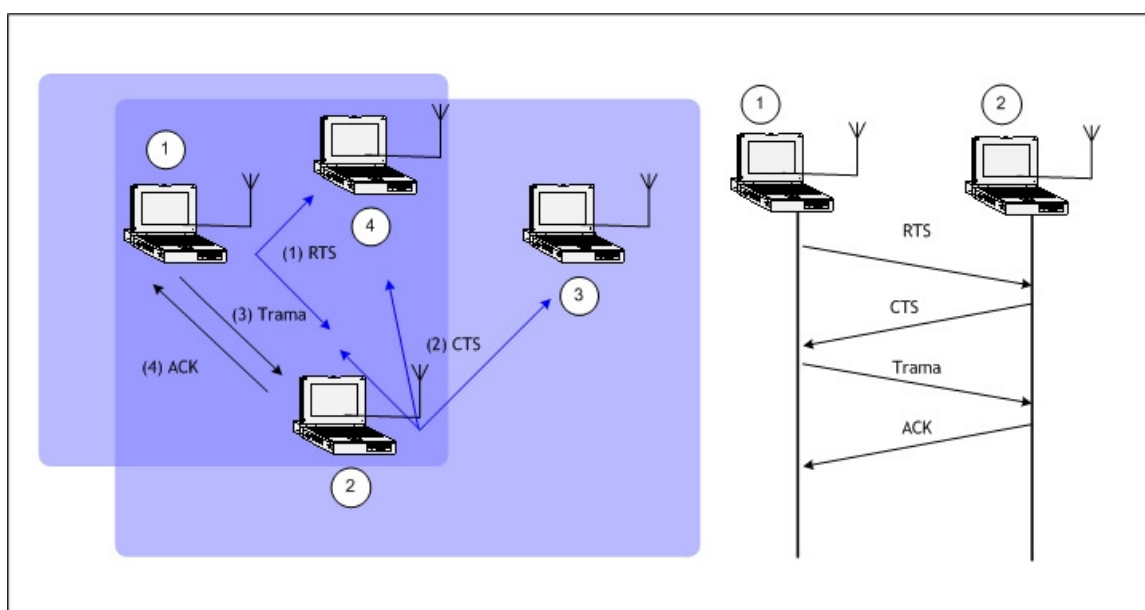 1
4
(1) RTS
3
(3) Trama
(2) CTS
(4) ACK
2
1
2
RTS
CTS
Trama
ACK